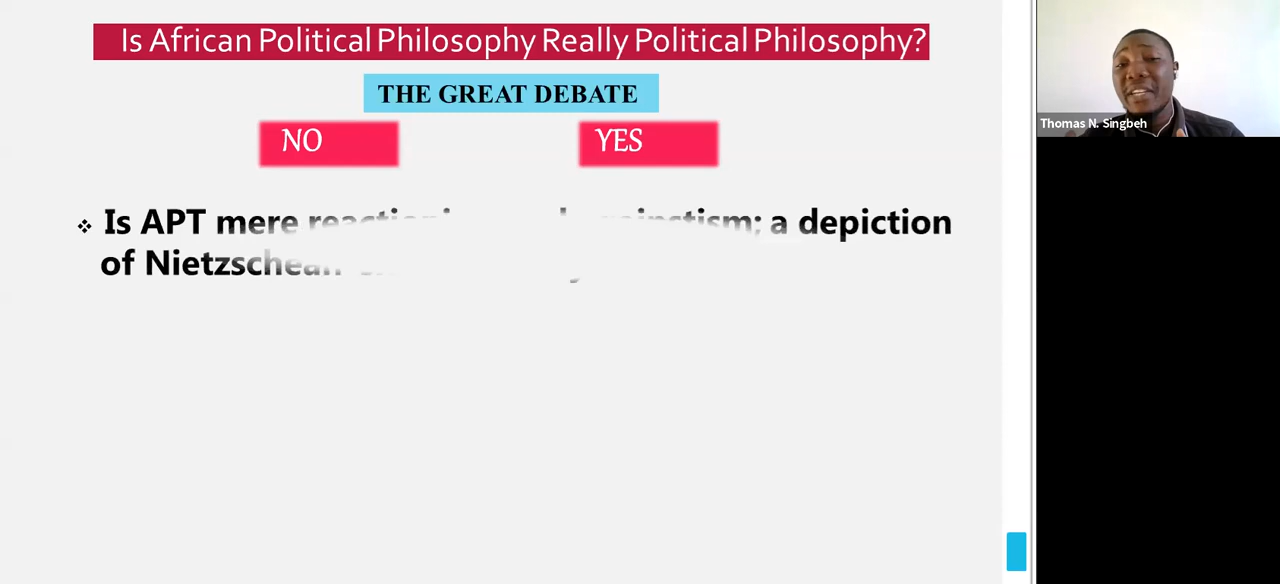 Is African Political Philosophy Really Political Philosophy?
THE GREAT DEBATE
NO
YES
Is APT mere a depiction
of Nietzschean
Thomas N. Singbeh